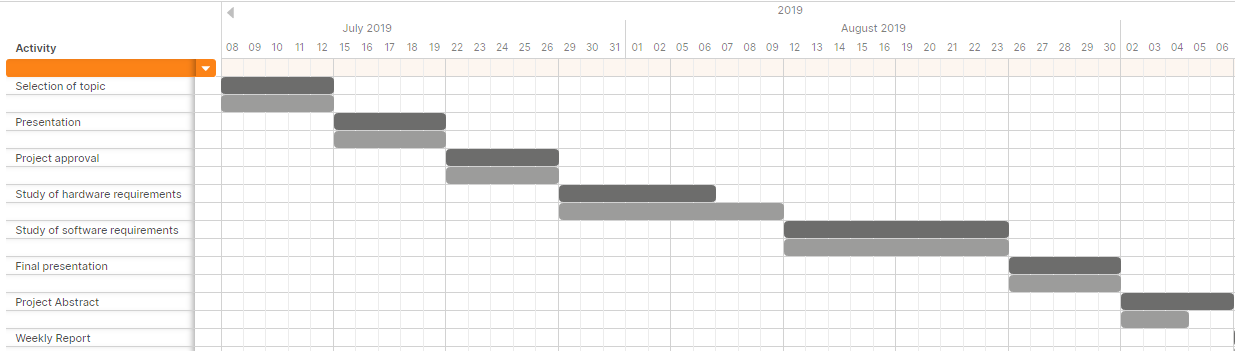 2019
July 2019 August 2019
Activity 08 09 10 11 12 15 16 17 18 19 22 23 24 25 26 29 30 31 01 02 05 06 07 08 09 12 13 14 15 16 19 20 21 22 23 26 27 28 29 30 02 03 04 05 06
Selection of topic
Presentation
Project approval
Study of hardware requirements
Study of software requirements
Final presentation
Project Abstract
Weekly Report